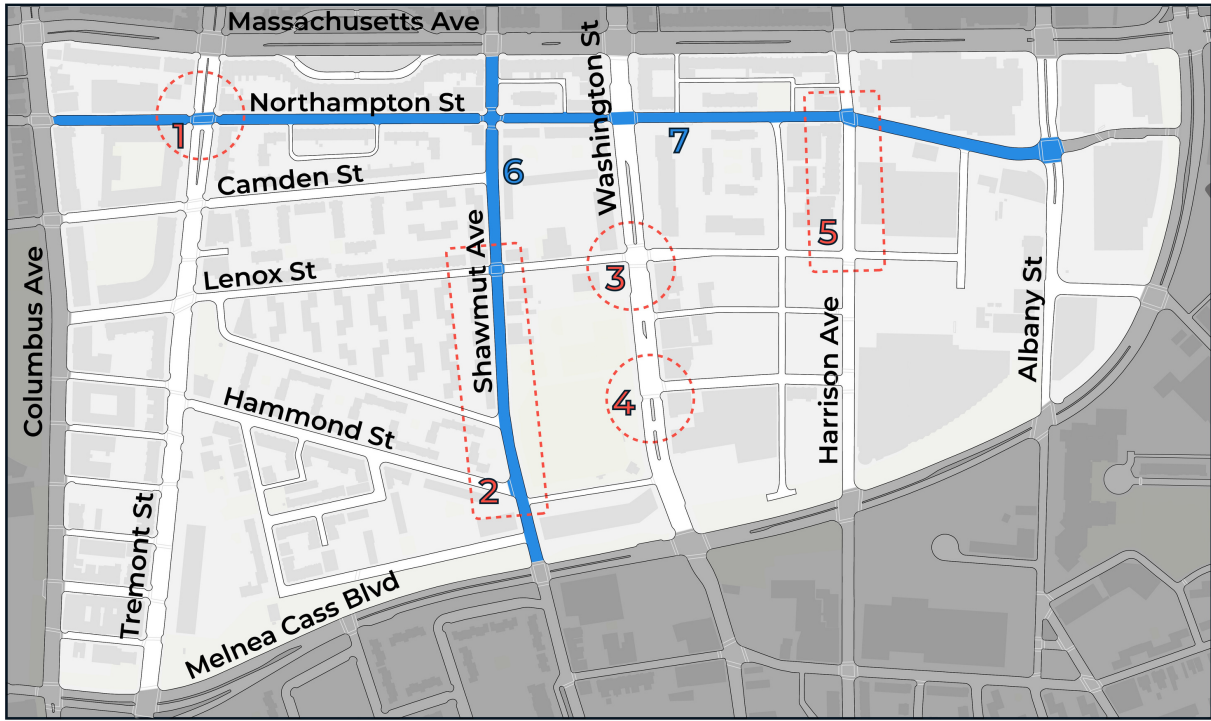 Massachusetts Ave
Washington St
Northampton St
1
7
6
Camden St
5
Shawmut Ave
Lenox St
3
Columbus Ave
Albany St
Harrison Ave
Hammond St
4
2
Tremont St
Melnea Cass Blvd